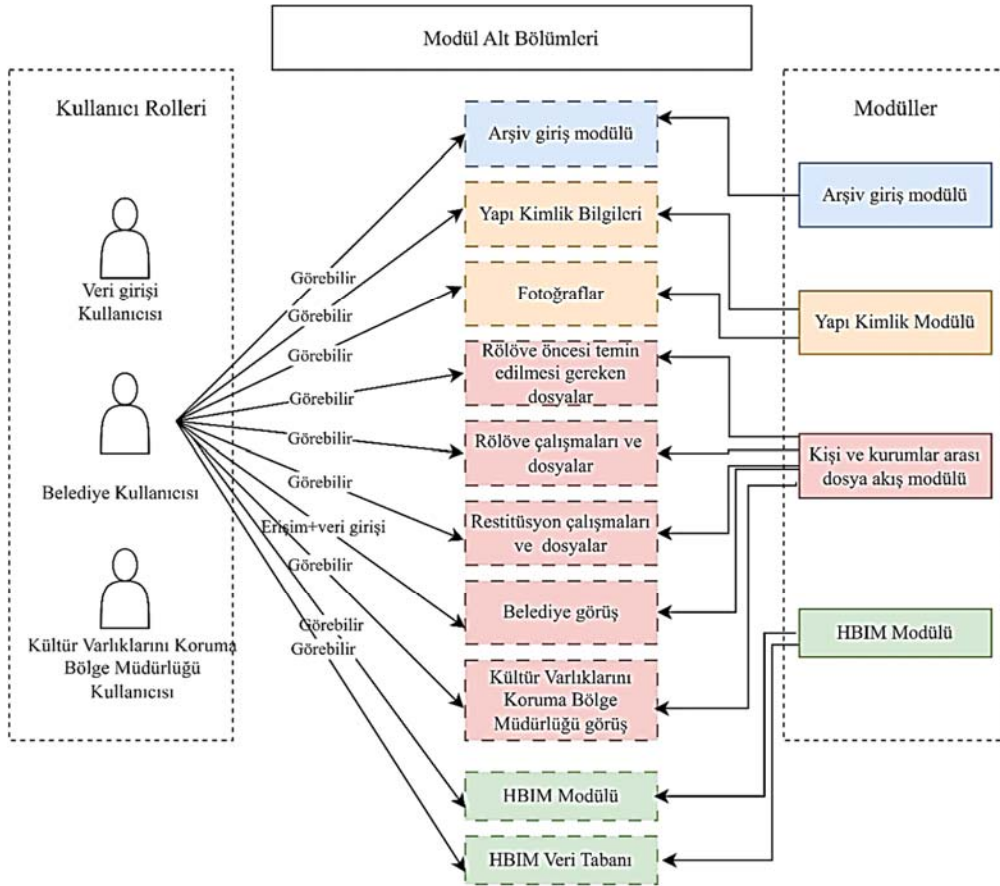 Modül Alt Bölümleri
Kullanıcı Rolleri
Veri girişi
Kullanıcısı
Belediye Kullanıcısı
Kültür Varlıklarını Koruma
Bölge Müdürlüğü
Kullanıcısı
Görebilir
Görebilir
Görebilir
Görebilir
Görebilir
Görebilir
Erişim+veri girişi
Görebilir
Görebilir
Görebilir
Arşiv giriş modülü
Yapı Kimlik Bilgileri
Fotoğraflar
Rölöve öncesi temin
edilmesi gereken
dosyalar
Rölöve çalışmaları ve
dosyalar
Restitüsyon çalışmaları
ve dosyalar
Belediye görüş
Kültür Varlıklarını
Koruma Bölge
Müdürlüğü görüş
HBIM Modülü
HBIM Veri Tabanı
Modüller
Arşiv giriş modülü
Yapı Kimlik Modülü
Kişi ve kurumlar arası
dosya akış modülü
HBIM Modülü